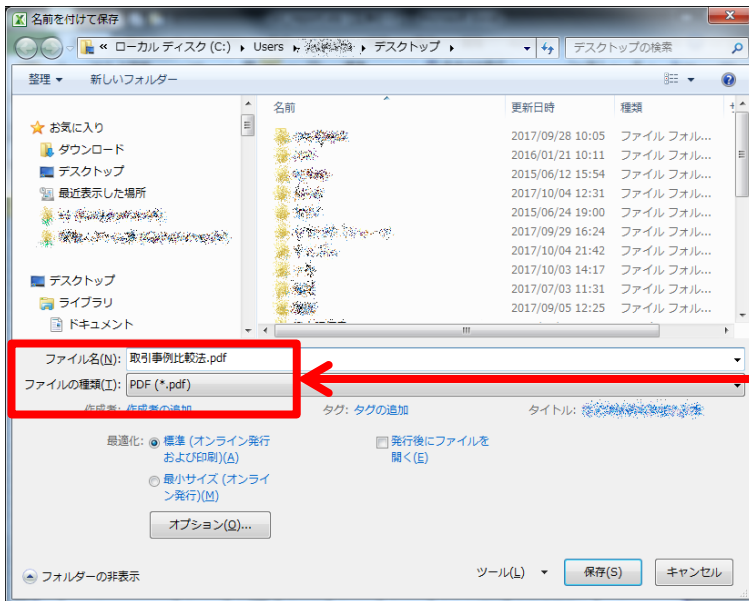 名前を付けて保存
« ローカル ディスク (C:) Users デスクトップ デスクトップの検索
整理 新しいフォルダー
名前 更新日時 種類
お気に入り
ダウンロード
デスクトップ
最近表示した場所
デスクトップ
ライブラリ
ドキュメント
2017/09/28 10:05 ファイル フォル...
2016/01/21 10:11 ファイル フォル...
2015/06/12 15:54 ファイル フォル...
2017/10/04 12:31 ファイル フォル...
2015/06/24 19:00 ファイル フォル...
2017/09/29 16:24 ファイル フォル...
2017/10/04 21:42 ファイル フォル...
2017/10/03 14:17 ファイル フォル...
2017/07/03 11:31 ファイル フォル...
2017/09/05 12:25 ファイル フォル...
ファイル名(N): 取引事例比較法.pdf
ファイルの種類(T): PDF (*.pdf)
作成者: 作成者の追加 タグ: タグの追加 タイトル:
最適化: 標準 (オンライン発行
および印刷)(A)
最小サイズ (オンライ
ン発行)(M)
発行後にファイルを
開く(E)
オプション(O)...
フォルダーの非表示 ツール(L) 保存(S) キャンセル